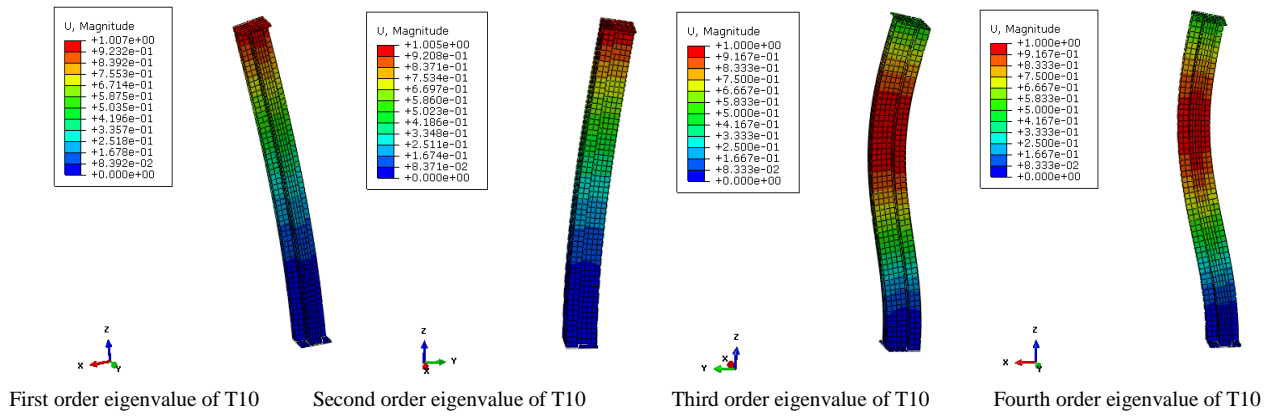 U, Magnitude
+1.007e+00
+9.232e-01
+8.392e-01
+7.553e-01
+6.714e-01
+5.875e-01
+5.035e-01
+4.196e-01
+3.357e-01
+2.518e-01
+1.678e-01
+8.392e-02
+0.000e+00
Z
X
Y
First order eigenvalue of T10
U, Magnitude
+1.005e+00
+9.208e-01
+8.371e-01
+7.534e-01
+6.697e-01
+5.860e-01
+5.023e-01
+4.186e-01
+3.348e-01
+2.511e-01
+1.674e-01
+8.371e-02
+0.000e+00
Z
Y
X
Second order eigenvalue of T10
U, Magnitude
+1.000e+00
+9.167e-01
+8.333e-01
+7.500e-01
+6.667e-01
+5.833e-01
+5.000e-01
+4.167e-01
+3.333e-01
+2.500e-01
+1.667e-01
+8.333e-02
+0.000e+00
Z
X
Y
Third order eigenvalue of T10
U, Magnitude
+1.000e+00
+9.167e-01
+8.333e-01
+7.500e-01
+6.667e-01
+5.833e-01
+5.000e-01
+4.167e-01
+3.333e-01
+2.500e-01
+1.667e-01
+8.333e-02
+0.000e+00
Z
X
Y
Fourth order eigenvalue of T10